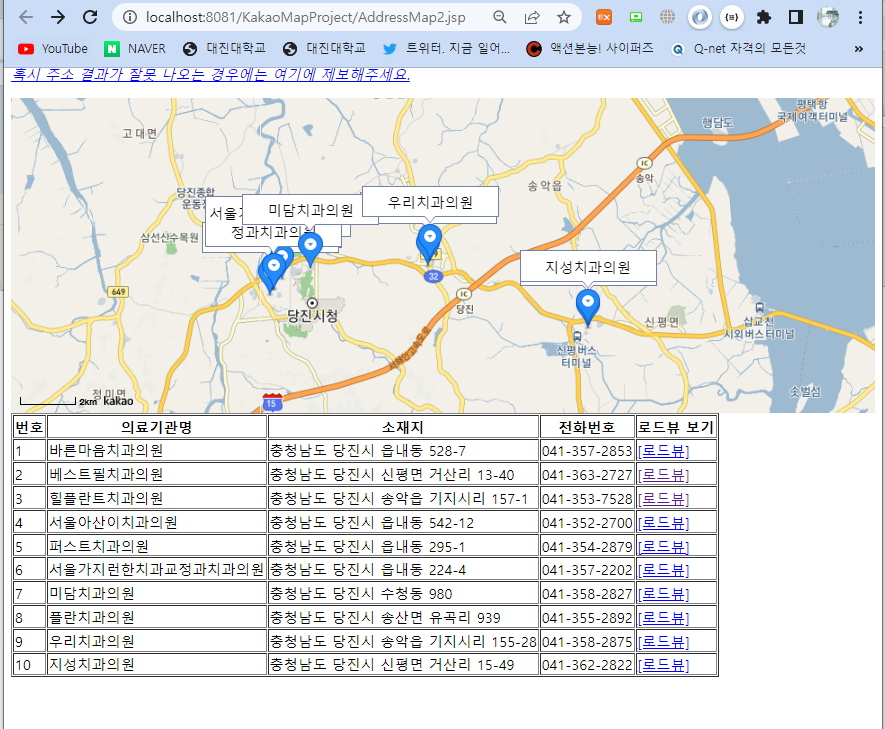 localhost:8081/KakaoMapProject/AddressMap2.jsp
YouTube NAVER 대진대학교 대진대학교 트위터. 지금 일어... 액션본능! 사이퍼즈 Q-net 자격의 모든것 »
혹시 주소 결과가 잘못 나오는 경우에는 여기에 제보해주세요.
평택항
국제여객터미널
행담도
고대면
송악
송악읍
당진종합
운동장
서울가
미담치과의원
우리치과의원
정과치과의원
삼선산수목원
지성치과의원
32
649
당진
당진시청
신평면
삽교천
시외버스터미널
신평버스
터미널
서해안고속도로
정미면
솟벌섬
15
2km kakao
번호 의료기관명 소재지 전화번호 로드뷰 보기
1 바른마음치과의원 충청남도 당진시 읍내동 528-7 041-357-2853 [로드뷰]
2 베스트필치과의원 충청남도 당진시 신평면 거산리 13-40 041-363-2727 [로드뷰]
3 힐플란트치과의원 충청남도 당진시 송악읍 기지시리 157-1 041-353-7528 [로드뷰]
4 서울아산이치과의원 충청남도 당진시 읍내동 542-12 041-352-2700 [로드뷰]
5 퍼스트치과의원 충청남도 당진시 읍내동 295-1 041-354-2879 [로드뷰]
6 서울가지런한치과교정과치과의원 충청남도 당진시 읍내동 224-4 041-357-2202 [로드뷰]
7 미담치과의원 충청남도 당진시 수청동 980 041-358-2827 [로드뷰]
8 플란치과의원 충청남도 당진시 송산면 유곡리 939 041-355-2892 [로드뷰]
9 우리치과의원 충청남도 당진시 송악읍 기지시리 155-28 041-358-2875 [로드뷰]
10 지성치과의원 충청남도 당진시 신평면 거산리 15-49 041-362-2822 [로드뷰]